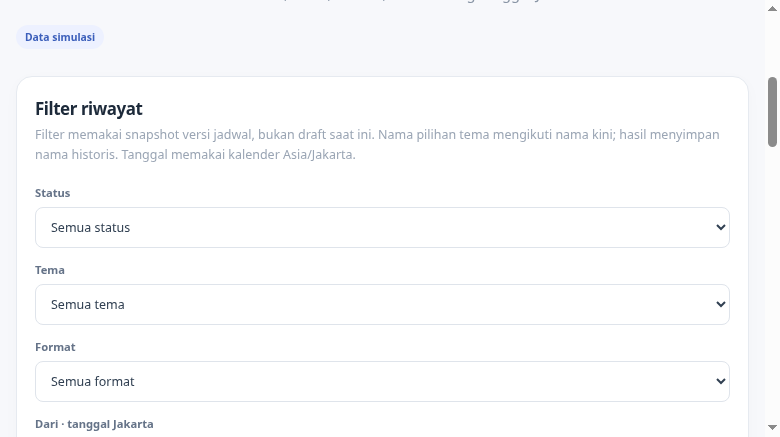 Data simulasi
Filter riwayat
Filter memakai snapshot versi jadwal, bukan draft saat ini. Nama pilihan tema mengikuti nama kini; hasil menyimpan
nama historis. Tanggal memakai kalender Asia/Jakarta.
Status
Semua status
Tema
Semua tema
Format
Semua format
Dari · tanggal Jakarta